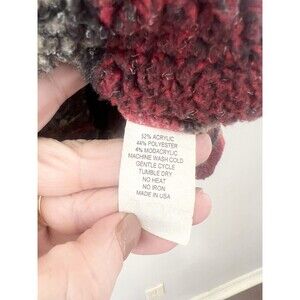 52% ACRYLIC
44% POLYESTER
4% MODACRYLIC
MACHINE WASH COLD
GENTLE CYCLE
TUMBLE DRY
NO HEAT
NO IRON
MADE IN USA